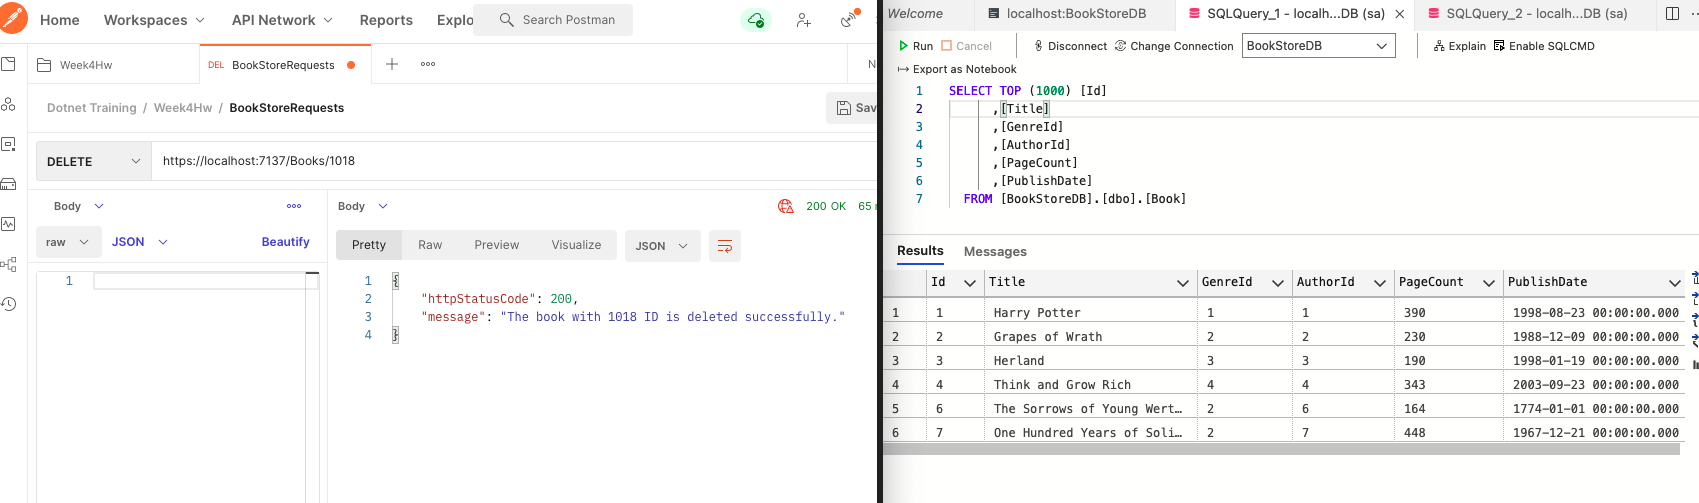 Home Workspaces API Network Reports Explo Search Postman
Week4Hw DEL BookStoreRequests
Dotnet Training / Week4Hw / BookStoreRequests Sav
DELETE https://localhost:7137/Books/1018
Body
raw JSON Beautify
1
Body 200 OK 65 m
Pretty Raw Preview Visualize JSON
1 {
2 "httpStatusCode": 200,
3 "message": "The book with 1018 ID is deleted successfully."
4 }
Welcome localhost:BookStoreDB SQLQuery_1 - localh...DB (sa) SQLQuery_2 - localh...DB (sa)
Run Cancel Disconnect Change Connection BookStoreDB Explain Enable SQLCMD
Export as Notebook
1 SELECT TOP (1000) [Id]
2 ,[Title]
3 ,[GenreId]
4 ,[AuthorId]
5 ,[PageCount]
6 ,[PublishDate]
7 FROM [BookStoreDB].[dbo].[Book]
Results Messages
Id Title GenreId AuthorId PageCount PublishDate
1 1 Harry Potter 1 1 390 1998-08-23 00:00:00.000
2 2 Grapes of Wrath 2 2 230 1988-12-09 00:00:00.000
3 3 Herland 3 3 190 1998-01-19 00:00:00.000
4 4 Think and Grow Rich 4 4 343 2003-09-23 00:00:00.000
5 6 The Sorrows of Young Wert… 2 6 164 1774-01-01 00:00:00.000
6 7 One Hundred Years of Soli… 2 7 448 1967-12-21 00:00:00.000